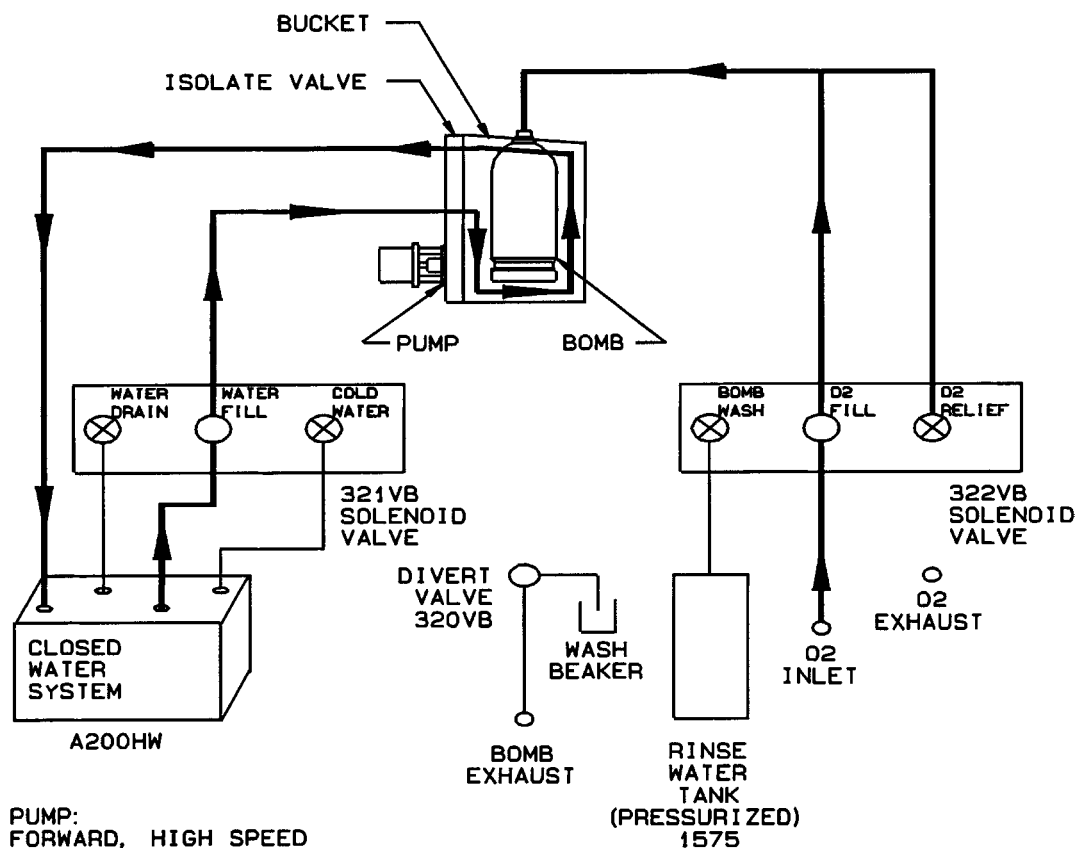 BUCKET
ISOLATE VALVE
PUMP
BOMB
WATER DRAIN
WATER FILL
COLD WATER
BOMB WASH
D2 FILL
D2 RELIEF
321VB
SOLENOID
VALVE
322VB
SOLENOID
VALVE
DIVERT
VALVE
320VB
WASH
BEAKER
O2
EXHAUST
O2
INLET
CLOSED
WATER
SYSTEM
A200HW
BOMB
EXHAUST
RINSE
WATER
TANK
(PRESSURIZED)
1575
PUMP:
FORWARD, HIGH SPEED